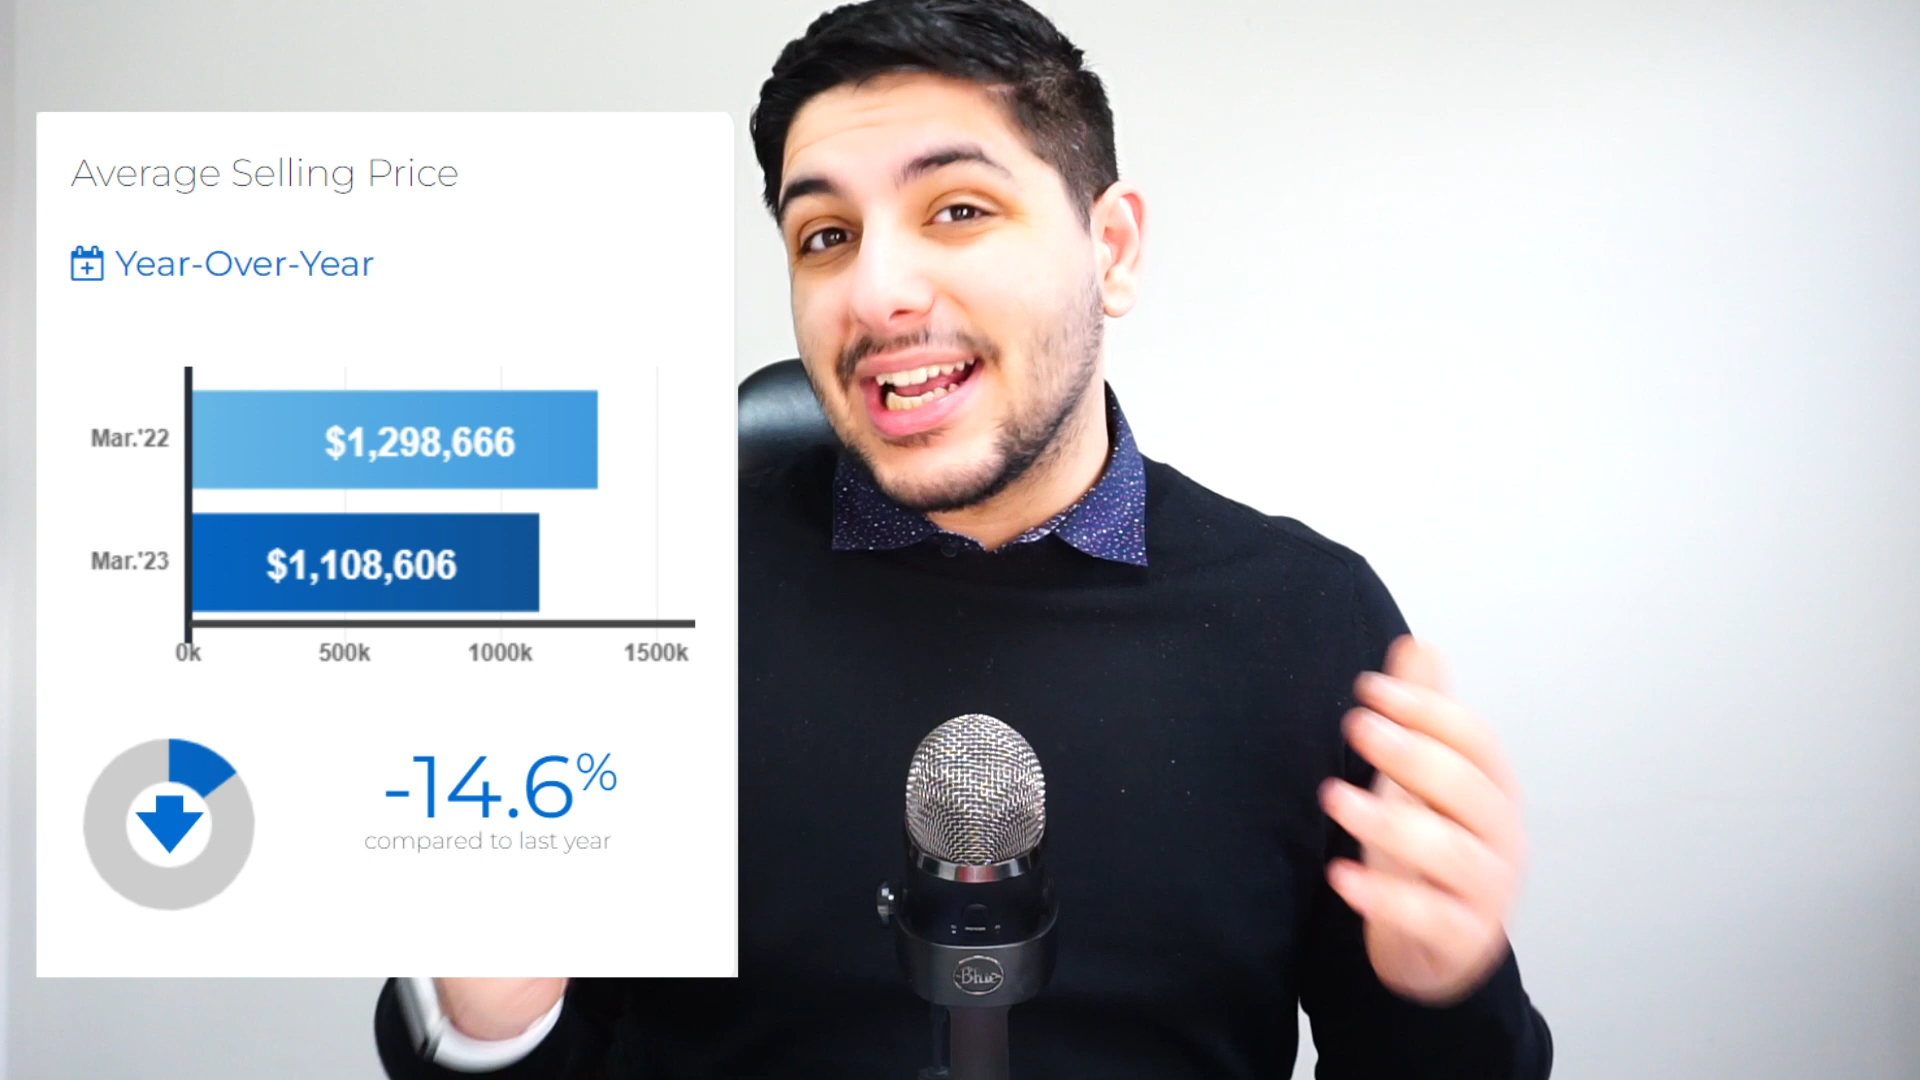 Average Selling Price
Year-Over-Year
Mar.'22
$1,298,666
Mar.'23
$1,108,606
0k 500k 1000k 1500k
-14.6%
compared to last year
Blue